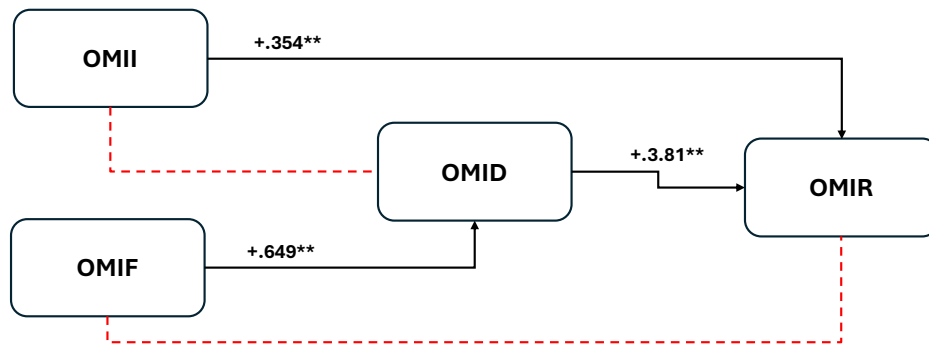 +.354**
OMII
OMID
+.3.81**
OMIR
OMIF
+.649**